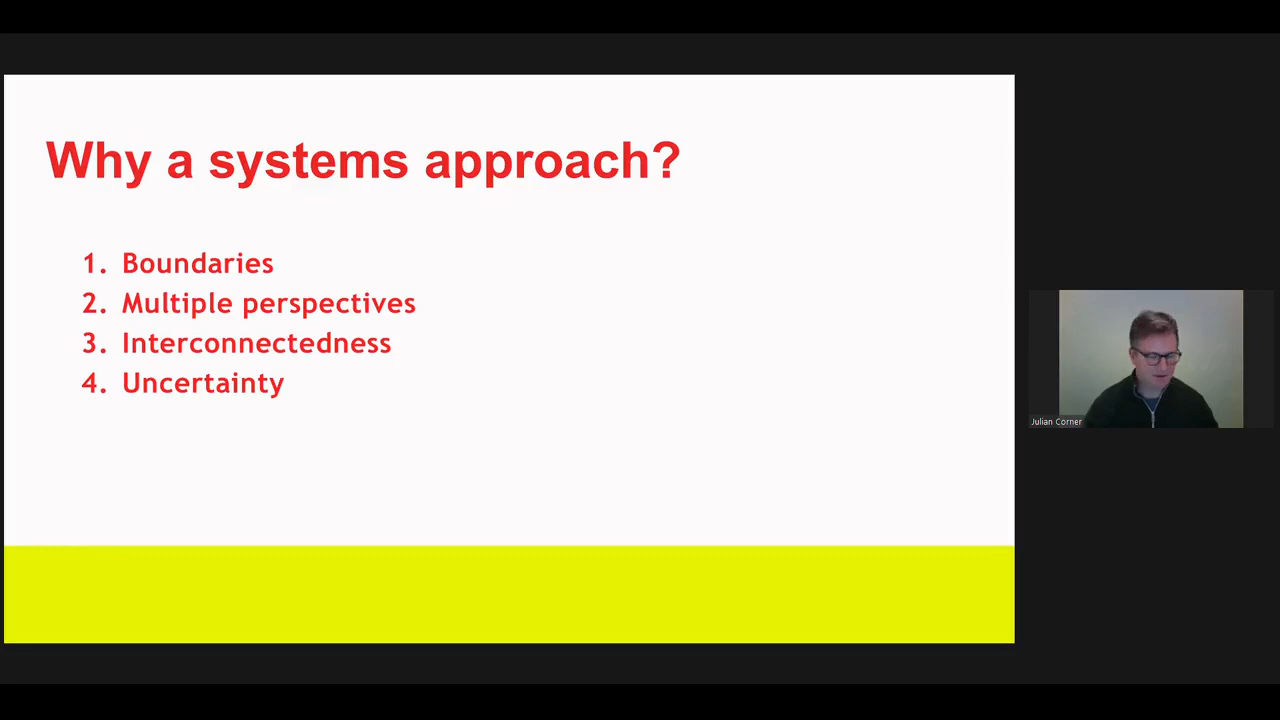 Why a systems approach?
1. Boundaries
2. Multiple perspectives
3. Interconnectedness
4. Uncertainty
Julian Corner